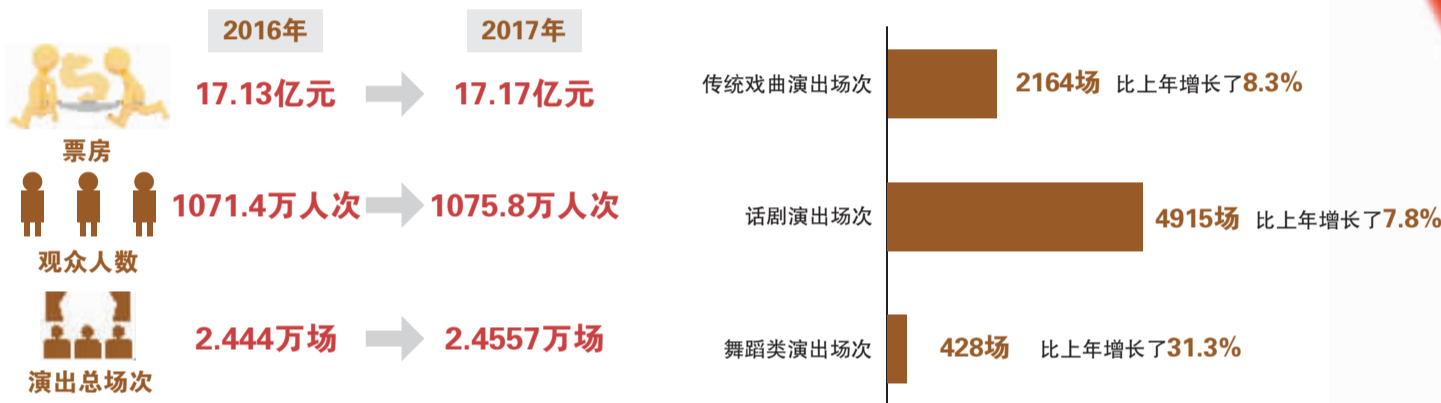 2016年 2017年
17.13亿元 17.17亿元
票房
1071.4万人次 1075.8万人次
观众人数
2.444万场 2.4557万场
演出总场次
传统戏曲演出场次 2164场 比上年增长了8.3%
话剧演出场次 4915场 比上年增长了7.8%
舞蹈类演出场次 428场 比上年增长了31.3%